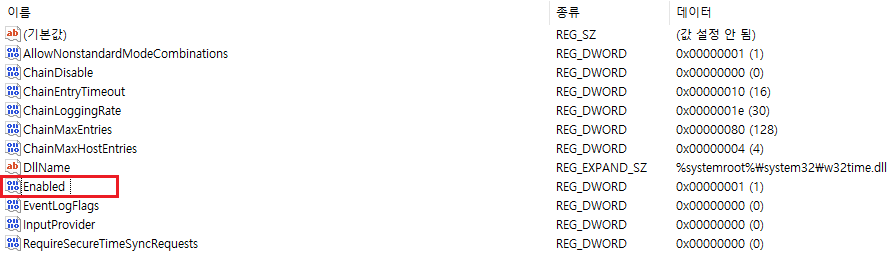 이름 종류 데이터
(기본값) REG_SZ (값 설정 안 됨)
AllowNonstandardModeCombinations REG_DWORD 0x00000001 (1)
ChainDisable REG_DWORD 0x00000000 (0)
ChainEntryTimeout REG_DWORD 0x00000010 (16)
ChainLoggingRate REG_DWORD 0x0000001e (30)
ChainMaxEntries REG_DWORD 0x00000080 (128)
ChainMaxHostEntries REG_DWORD 0x00000004 (4)
DllName REG_EXPAND_SZ %systemroot%₩system32₩w32time.dll
Enabled REG_DWORD 0x00000001 (1)
EventLogFlags REG_DWORD 0x00000000 (0)
InputProvider REG_DWORD 0x00000000 (0)
RequireSecureTimeSyncRequests REG_DWORD 0x00000000 (0)